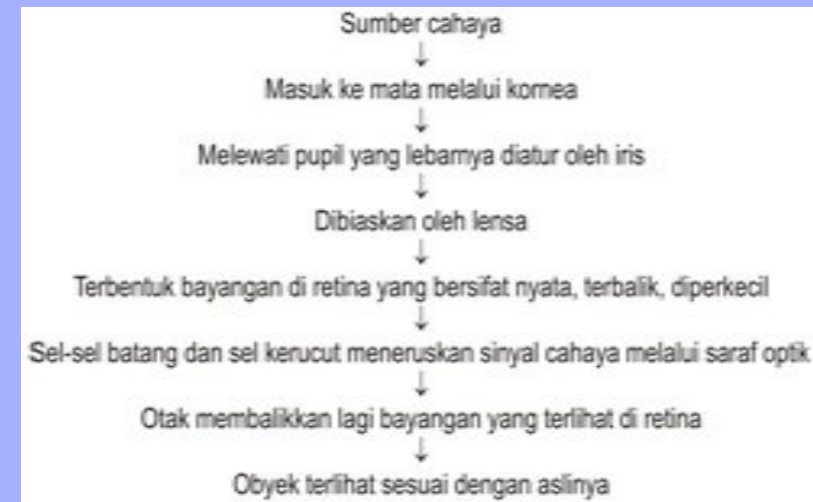 Sumber cahaya
↓
Masuk ke mata melalui kornea
↓
Melewati pupil yang lebarnya diatur oleh iris
↓
Dibiaskan oleh lensa
↓
Terbentuk bayangan di retina yang bersifat nyata, terbalik, diperkecil
↓
Sel-sel batang dan sel kerucut meneruskan sinyal cahaya melalui saraf optik
↓
Otak membalikkan lagi bayangan yang terlihat di retina
↓
Obyek terlihat sesuai dengan aslinya